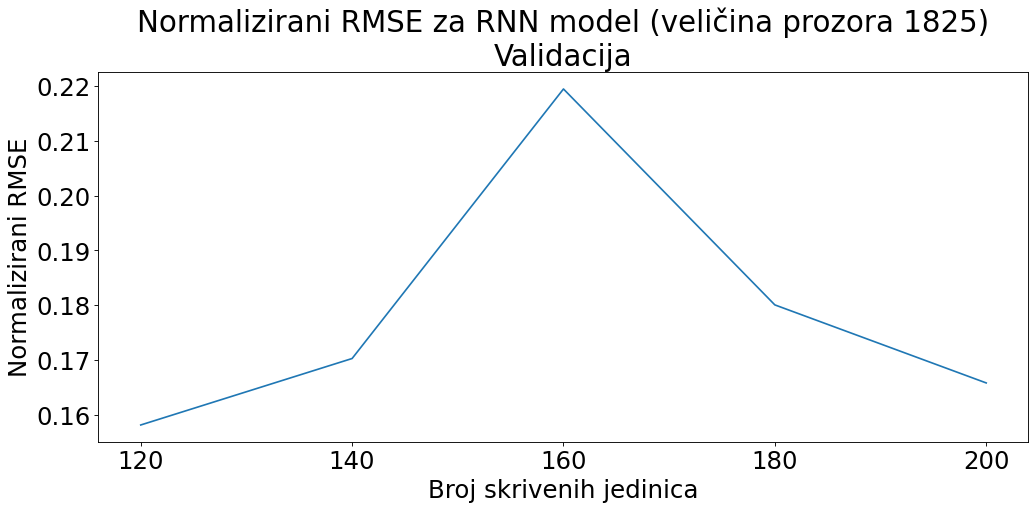 Normalizirani RMSE za RNN model (veličina prozora 1825)
Validacija
Normalizirani RMSE
0.22
0.21
0.20
0.19
0.18
0.17
0.16
120 140 160 180 200
Broj skrivenih jedinica